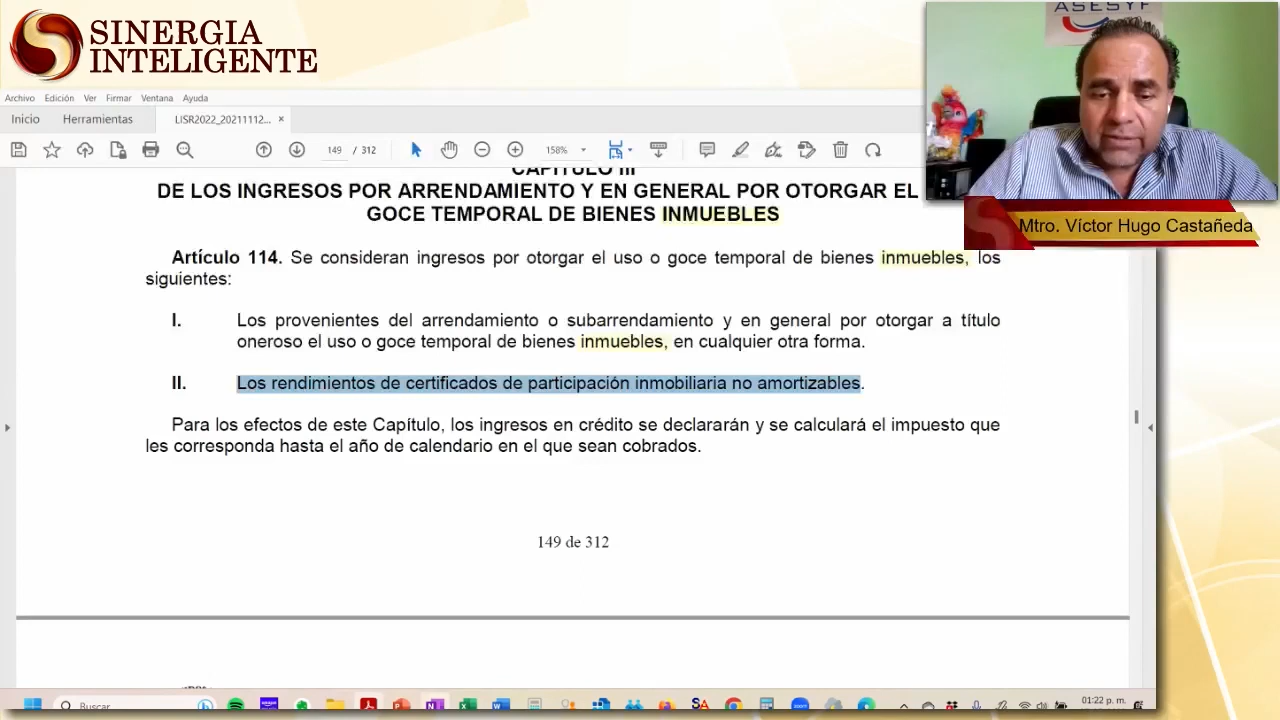 SINERGIA
INTELIGENTE
ASESYF
Mtro. Víctor Hugo Castañeda
Archivo Edición Ver Firmar Ventana Ayuda
Inicio Herramientas LISR2022_20211112... ×
149 / 312 158%
CAPÍTULO III
DE LOS INGRESOS POR ARRENDAMIENTO Y EN GENERAL POR OTORGAR EL
GOCE TEMPORAL DE BIENES INMUEBLES
Artículo 114. Se consideran ingresos por otorgar el uso o goce temporal de bienes inmuebles, los
siguientes:
I. Los provenientes del arrendamiento o subarrendamiento y en general por otorgar a título
oneroso el uso o goce temporal de bienes inmuebles, en cualquier otra forma.
II. Los rendimientos de certificados de participación inmobiliaria no amortizables.
Para los efectos de este Capítulo, los ingresos en crédito se declararán y se calculará el impuesto que
les corresponda hasta el año de calendario en el que sean cobrados.
149 de 312
Buscar
01:22 p. m.